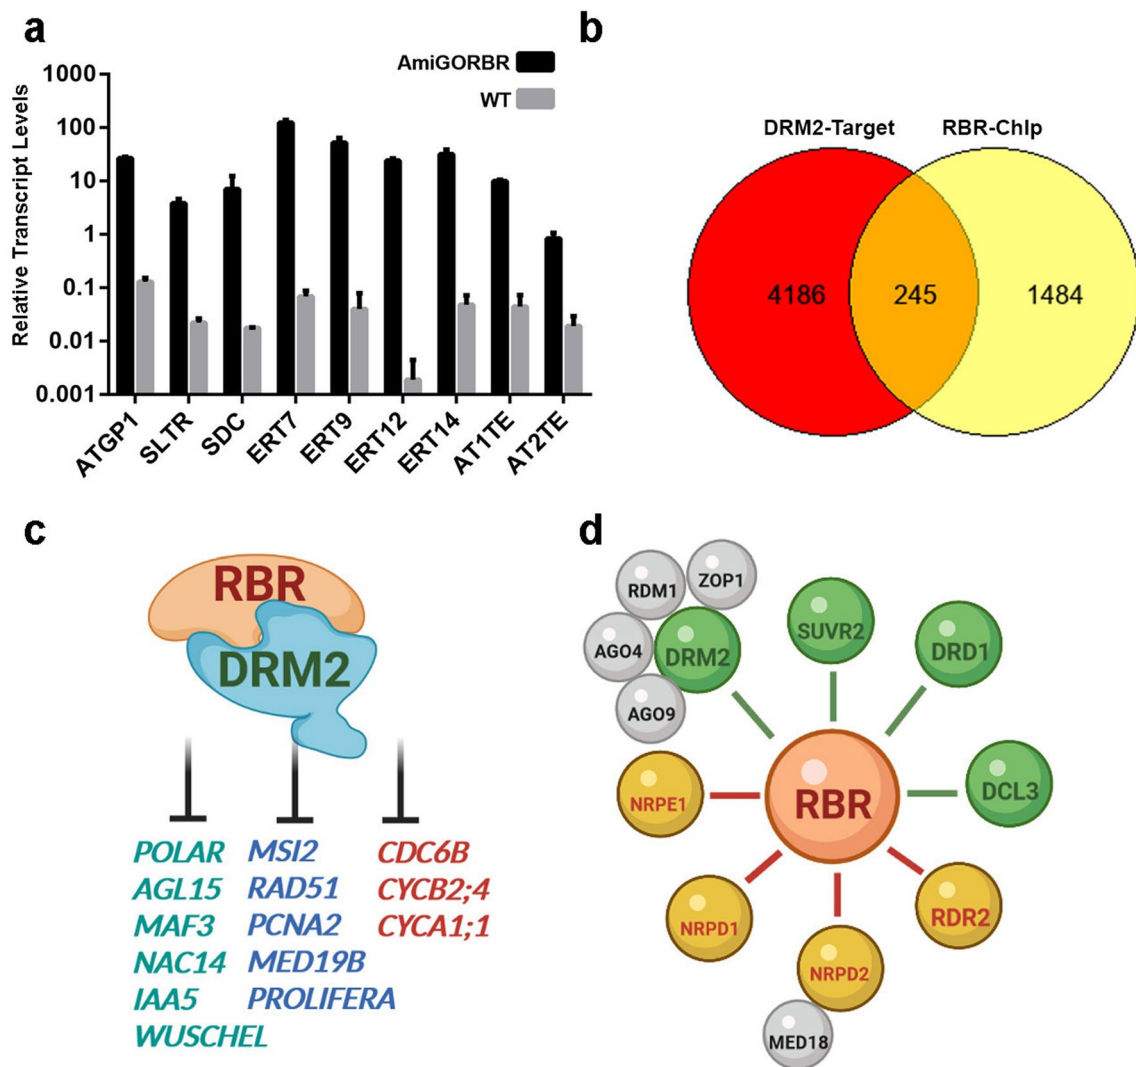 a
AmiGORBR
WT
Relative Transcript Levels
1000
100
10
1
0.1
0.01
0.001
ATGP1
SLTR
SDC
ERT7
ERT9
ERT12
ERT14
AT1TE
AT2TE
b
DRM2-Target
RBR-ChIp
4186
245
1484
c
RBR
DRM2
POLAR
AGL15
MAF3
NAC14
IAA5
WUSCHEL
MSI2
RAD51
PCNA2
MED19B
PROLIFERA
CDC6B
CYCB2;4
CYCA1;1
d
RDM1
ZOP1
AGO4
DRM2
AGO9
SUVR2
DRD1
DCL3
RBR
NRPE1
NRPD1
NRPD2
RDR2
MED18